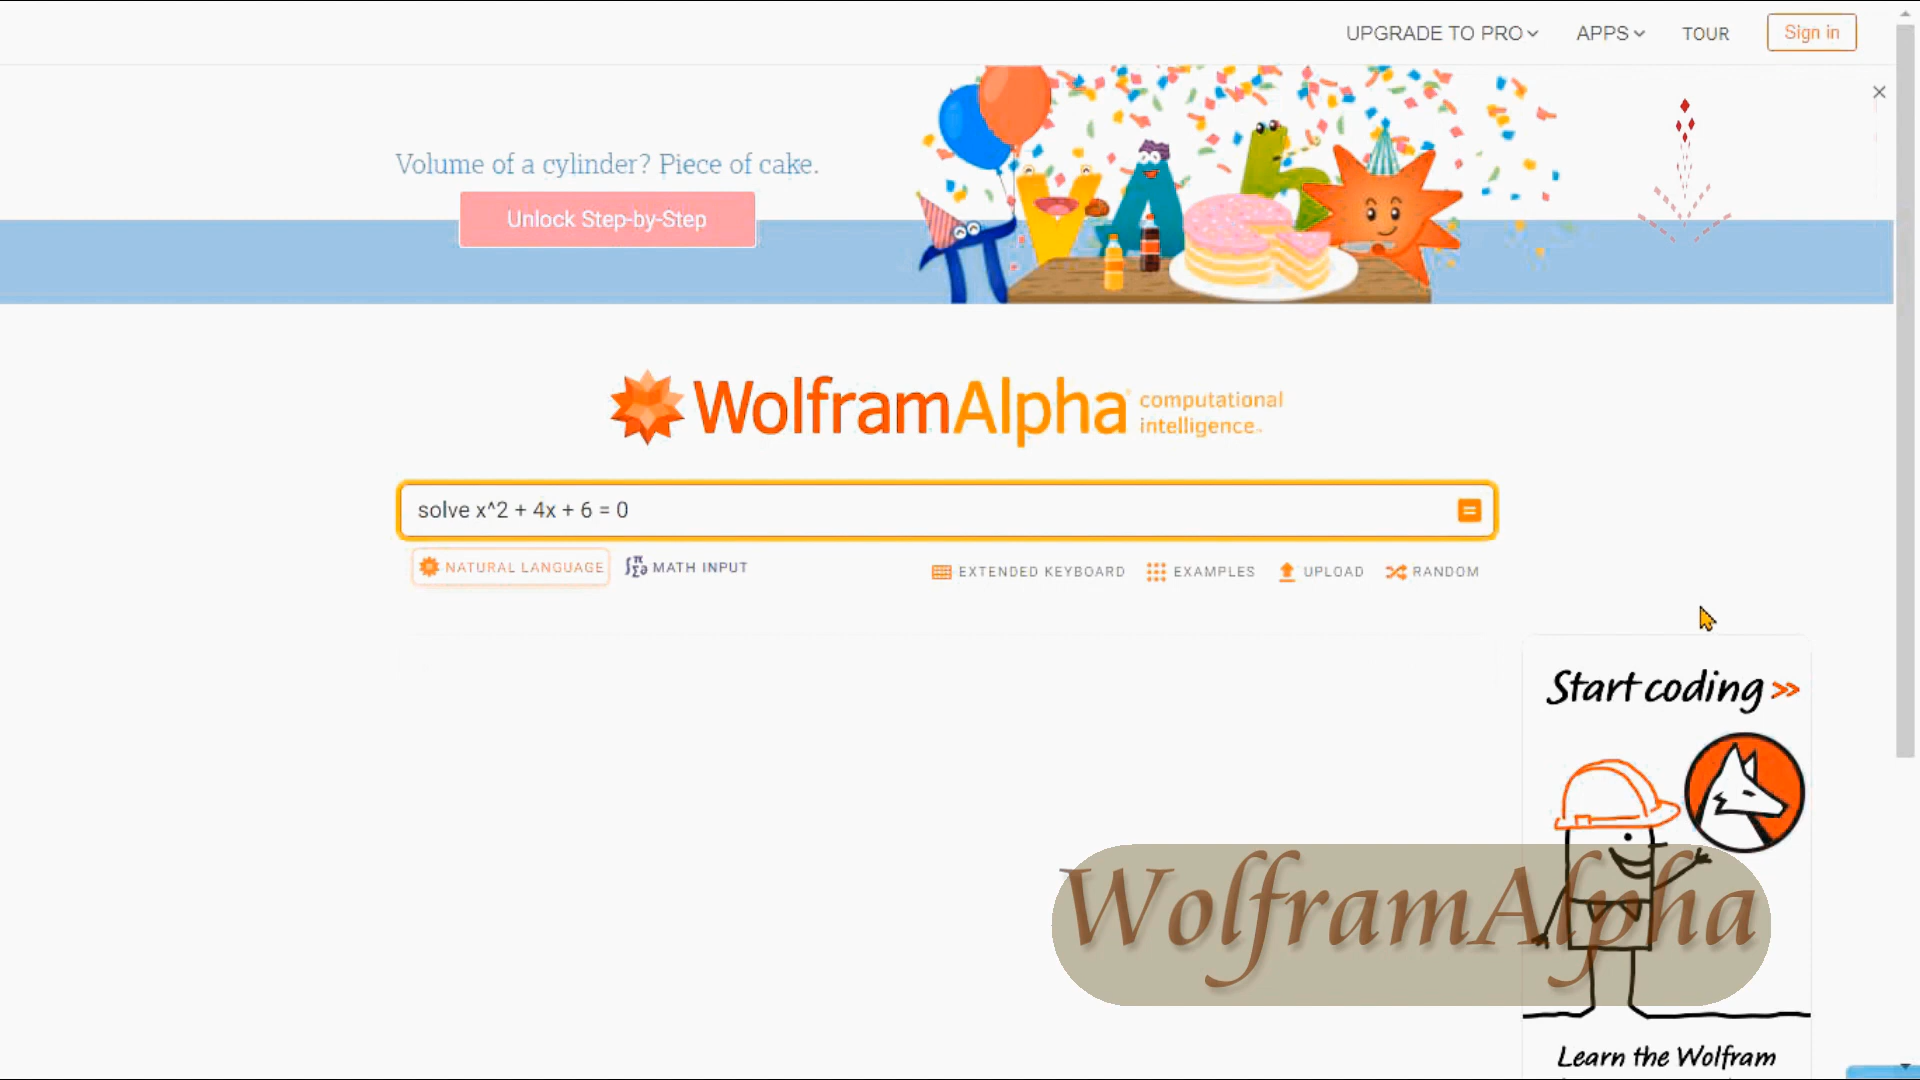 UPGRADE TO PRO APPS TOUR Sign in
Volume of a cylinder? Piece of cake.
Unlock Step-by-Step
WolframAlpha computational
intelligence™
solve x^2 + 4x + 6 = 0
NATURAL LANGUAGE MATH INPUT EXTENDED KEYBOARD EXAMPLES UPLOAD RANDOM
Start coding >>
WolframAlpha
Learn the Wolfram